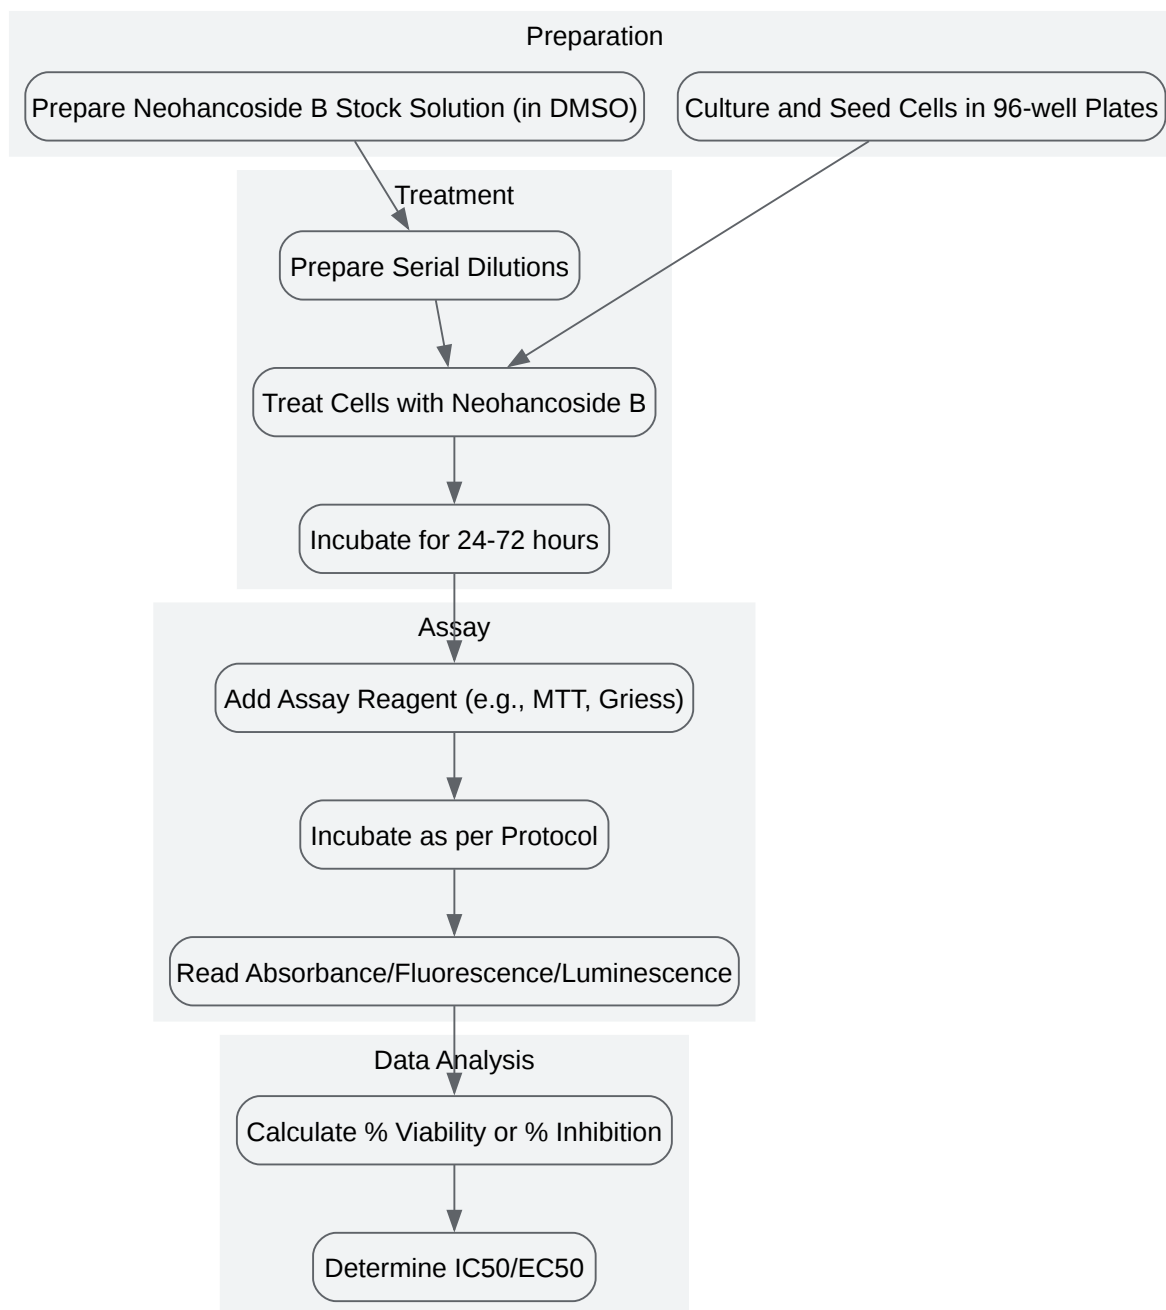 Preparation
Prepare Neohancoside B Stock Solution (in DMSO)
Culture and Seed Cells in 96-well Plates
Treatment
Prepare Serial Dilutions
Treat Cells with Neohancoside B
Incubate for 24-72 hours
Assay
Add Assay Reagent (e.g., MTT, Griess)
Incubate as per Protocol
Read Absorbance/Fluorescence/Luminescence
Data Analysis
Calculate % Viability or % Inhibition
Determine IC50/EC50